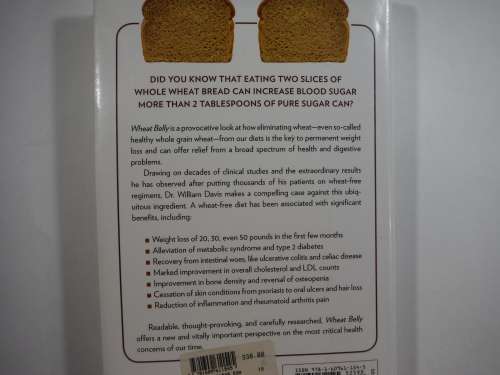 DID YOU KNOW THAT EATING TWO SLICES OF
WHOLE WHEAT BREAD CAN INCREASE BLOOD SUGAR
MORE THAN 2 TABLESPOONS OF PURE SUGAR CAN?
Wheat Belly is a provocative look at how eliminating wheat—even so-called
healthy whole grain wheat—from our diets is the key to permanent weight
loss and can offer relief from a broad spectrum of health and digestive
problems.
Drawing on decades of clinical studies and the extraordinary results
he has observed after putting thousands of his patients on wheat-free
regimens, Dr. William Davis makes a compelling case against this ubiq-
uitous ingredient. A wheat-free diet has been associated with significant
benefits, including:
Weight loss of 20, 30, even 50 pounds in the first few months
Alleviation of metabolic syndrome and type 2 diabetes
Recovery from intestinal woes, like ulcerative colitis and celiac disease
Marked improvement in overall cholesterol and LDL counts
Improvement in bone density and reversal of osteopenia
Cessation of skin conditions from psoriasis to oral ulcers and hair loss
Reduction of inflammation and rheumatoid arthritis pain
Readable, thought-provoking, and carefully researched, Wheat Belly
offers a new and vitally important perspective on the most critical health
concerns of our time.
$30.00
ISBN 978-1-60961-154-5